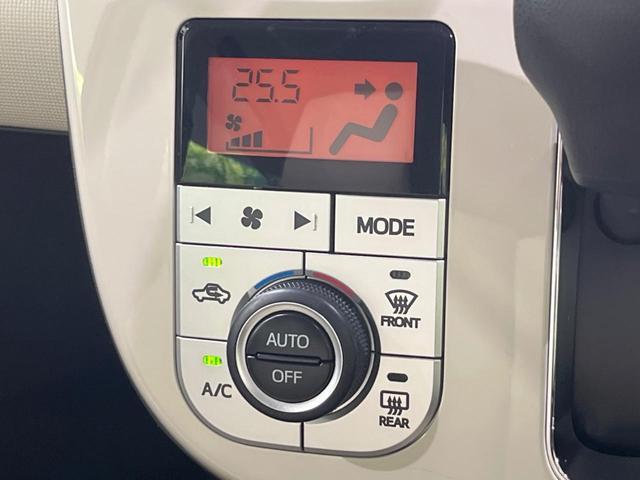 25.5
MODE
FRONT
AUTO
OFF
A/C
REAR